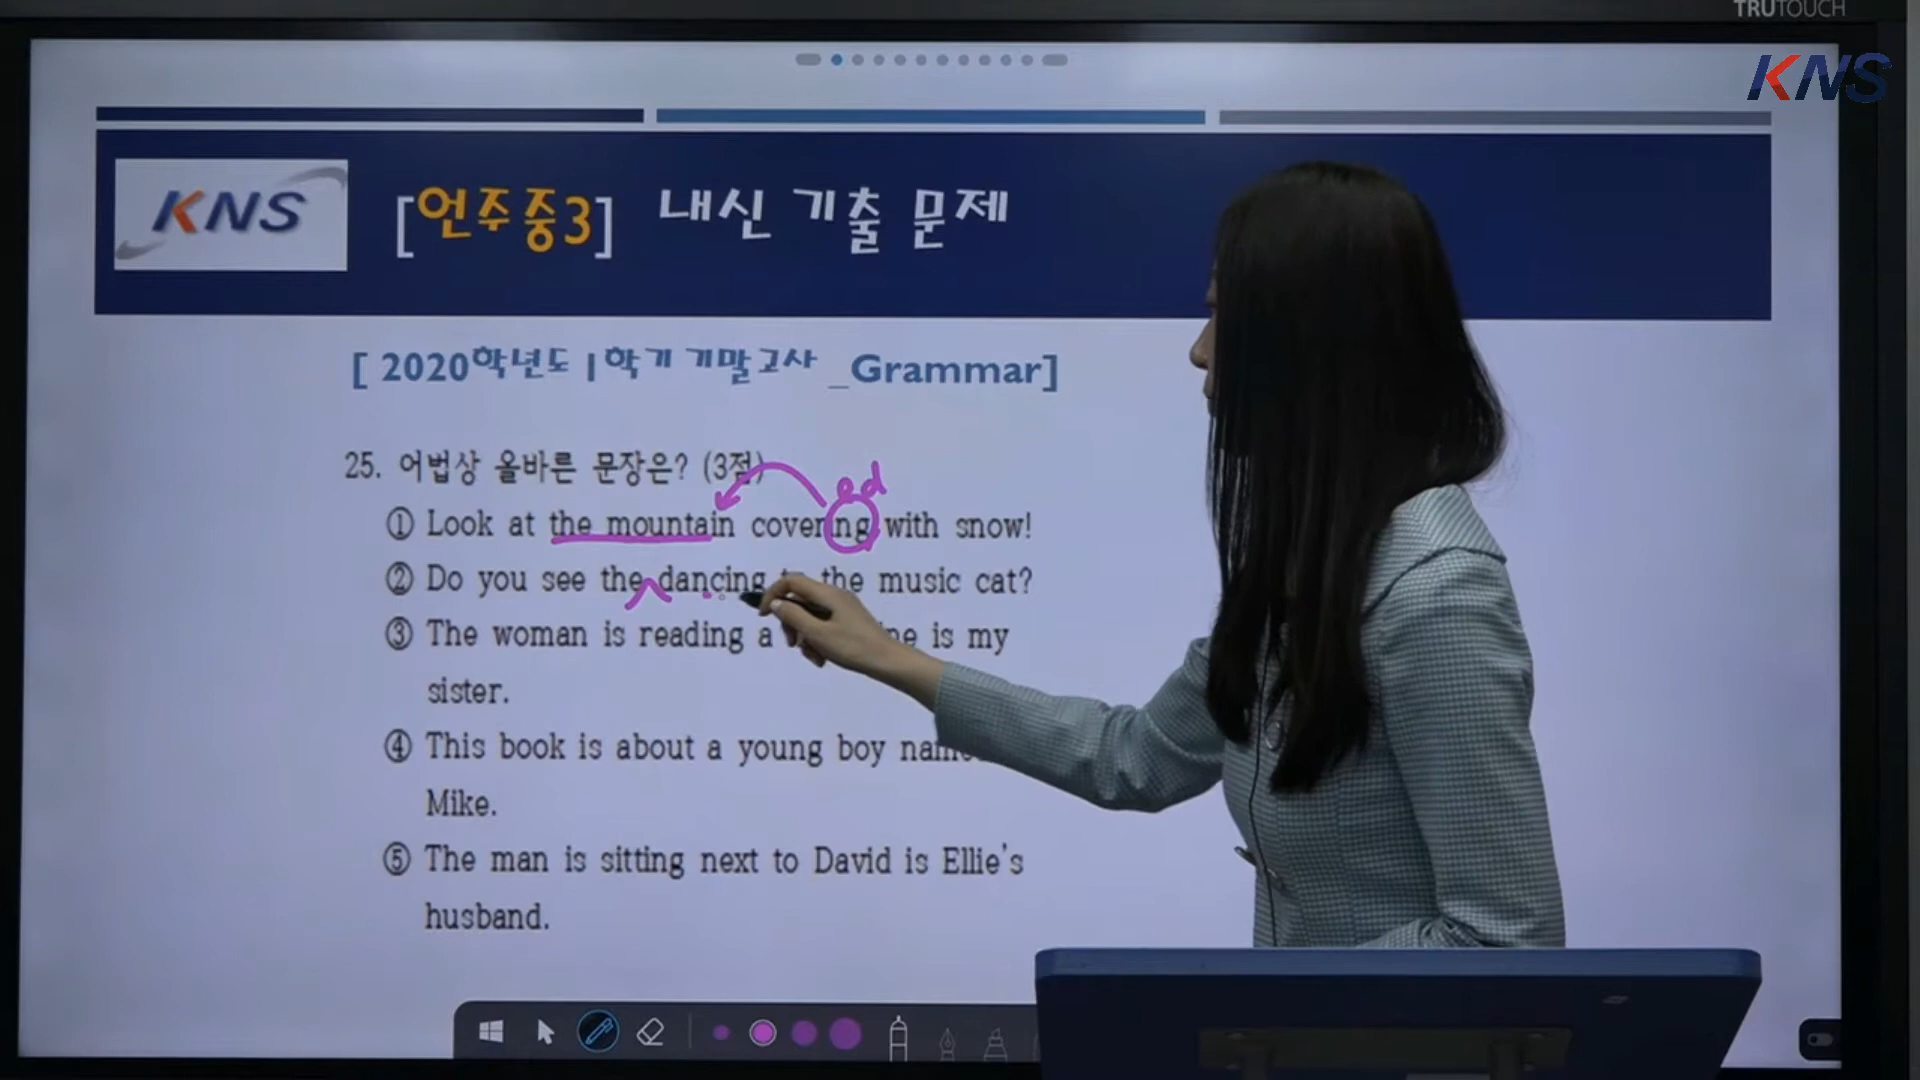 TRUTOUCH
KNS
KNS
[언주중3] 내신 기출 문제
[ 2020학년도 1학기 기말고사 _Grammar]
25. 어법상 올바른 문장은? (3점)
ed
① Look at the mountain covering with snow!
② Do you see the dancing the music cat?
③ The woman is reading a is my
sister.
④ This book is about a young boy
Mike.
⑤ The man is sitting next to David is Ellie's
husband.